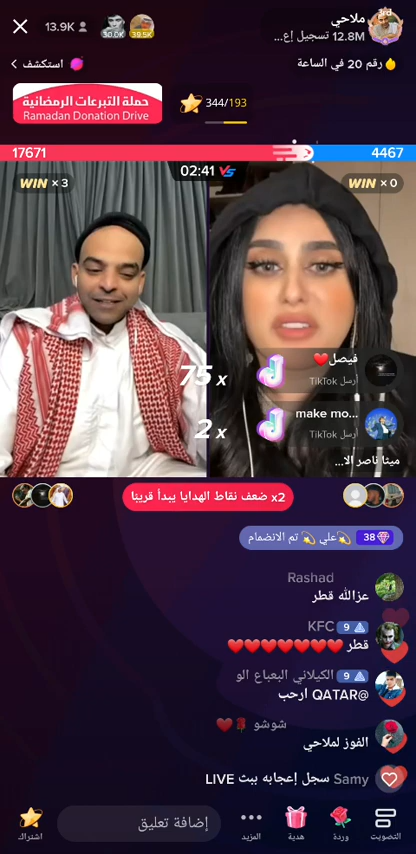 ملاحي
12.8M تسجيل إع...
13.9K
30.0K
39.5K
3rd
رقم 20 في الساعة
استكشف
حملة التبرعات الرمضانية
Ramadan Donation Drive
344/193
17671
4467
WIN x 3
02:41 VS
WIN x 0
فيصل❤️
أرسل TikTok
75 x
make mo...
أرسل TikTok
2 x
ميثا ناصر الا...
x2 ضعف نقاط الهدايا يبدأ قريبًا
38 💫علي💫 تم الانضمام
Rashad
عزالله قطر
9 KFC
قطر ❤️❤️❤️❤️❤️❤️❤️
9 الكيلاني البعباع الو
@QATAR ارحب
شوشو 🌹❤️
الفوز لملاحي
Samy سجل إعجابه ببث LIVE
التصويت
وردة
هدية
المزيد
إضافة تعليق
اشتراك